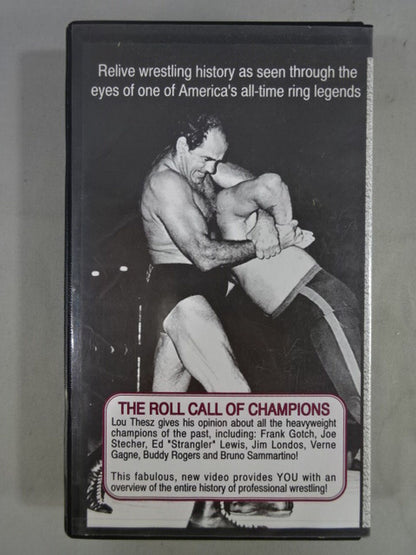 Relive wrestling history as seen through the
eyes of one of America's all-time ring legends
THE ROLL CALL OF CHAMPIONS
Lou Thesz gives his opinion about all the heavyweight
champions of the past, including: Frank Gotch, Joe
Stecher, Ed "Strangler" Lewis, Jim Londos, Verne
Gagne, Buddy Rogers and Bruno Sammartino!
This fabulous, new video provides YOU with an
overview of the entire history of professional wrestling!